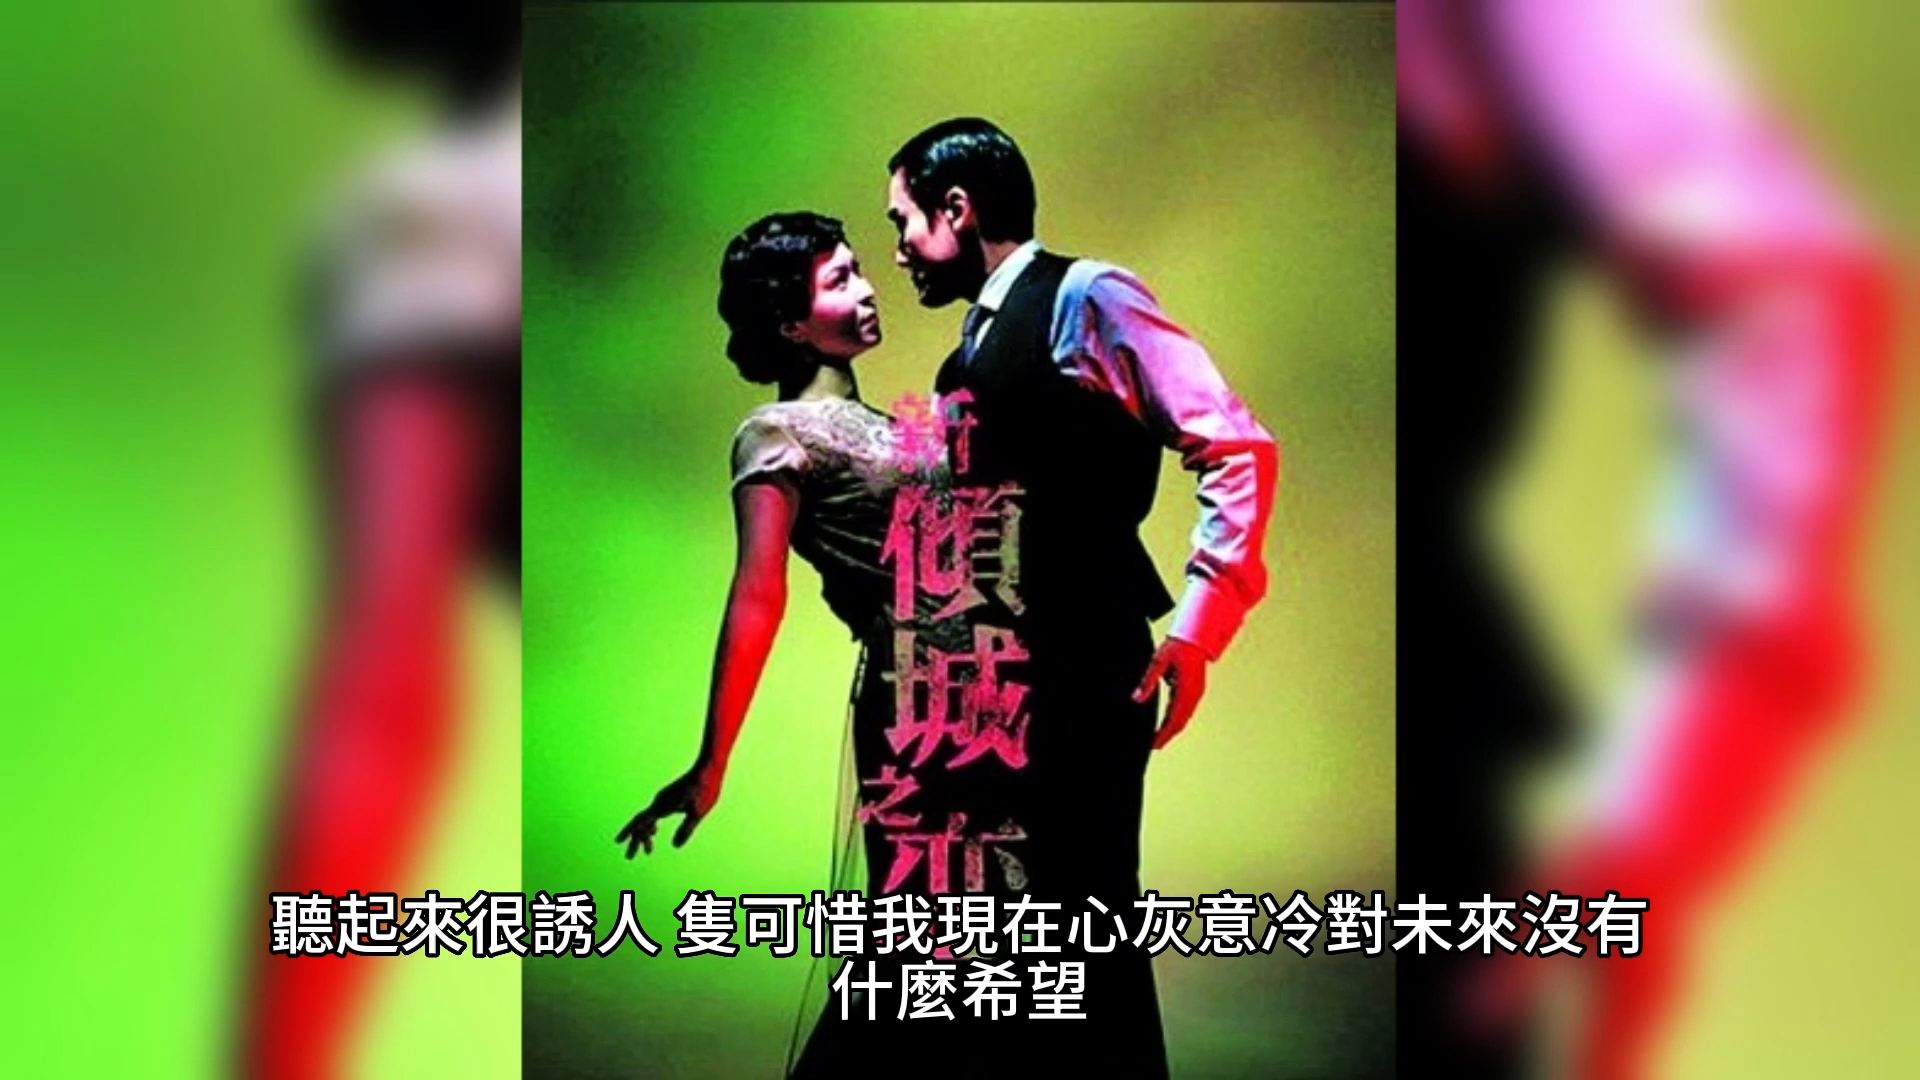 新傾城之恋
聽起來很誘人 隻可惜我現在心灰意冷對未來沒有
什麼希望